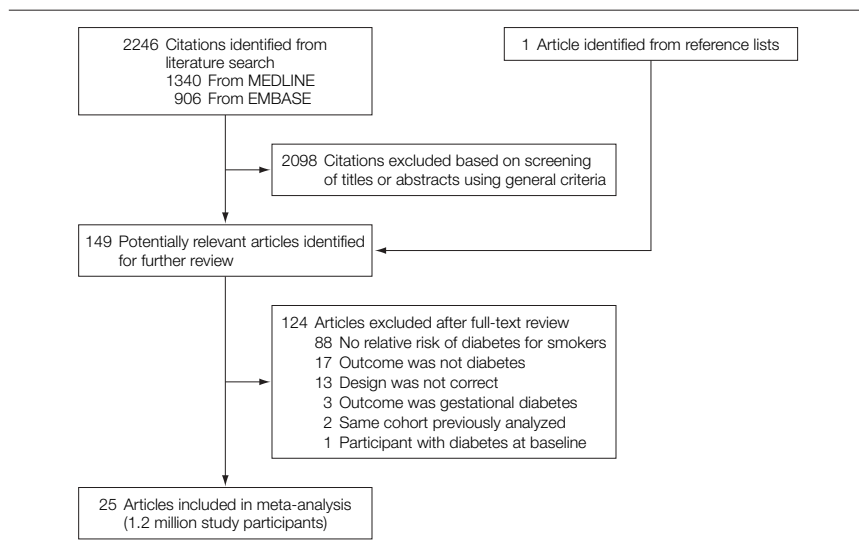 2246 Citations identified from
literature search
1340 From MEDLINE
906 From EMBASE
1 Article identified from reference lists
2098 Citations excluded based on screening
of titles or abstracts using general criteria
149 Potentially relevant articles identified
for further review
124 Articles excluded after full-text review
88 No relative risk of diabetes for smokers
17 Outcome was not diabetes
13 Design was not correct
3 Outcome was gestational diabetes
2 Same cohort previously analyzed
1 Participant with diabetes at baseline
25 Articles included in meta-analysis
(1.2 million study participants)